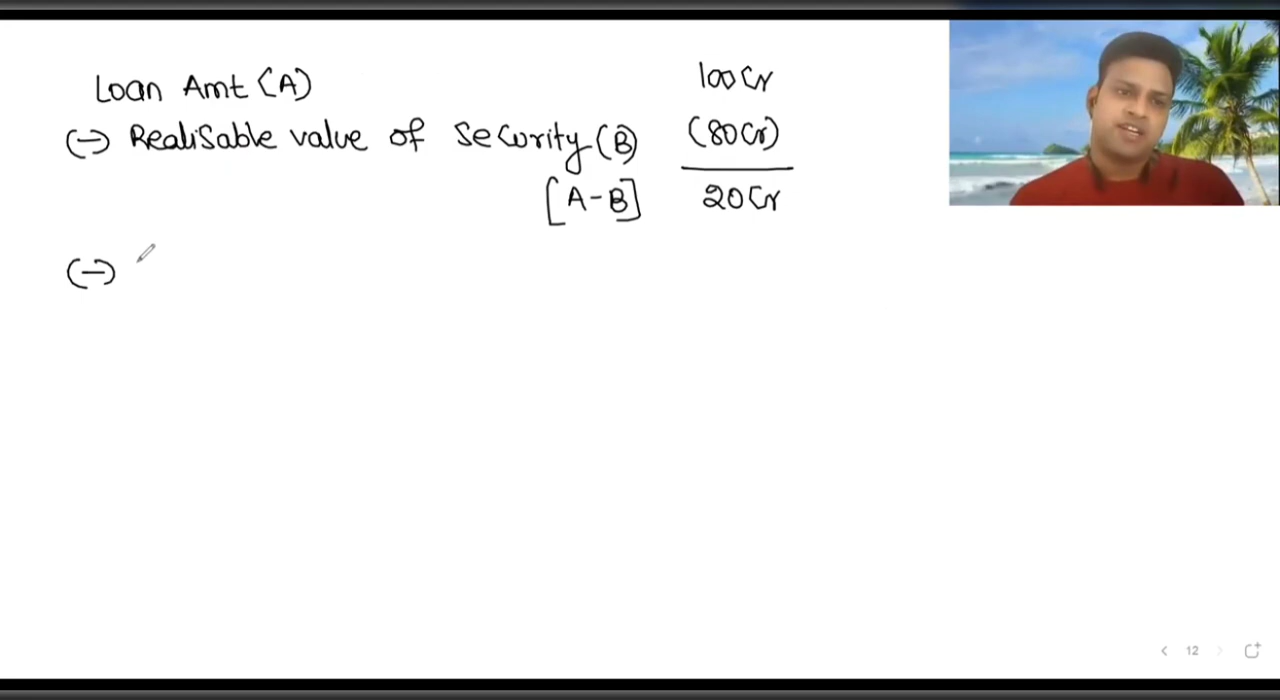 Loan Amt (A) 100 Cr
(-) Realisable value of Security (B) (80 Cr)
[A-B] 20 Cr
(-)
< 12 >